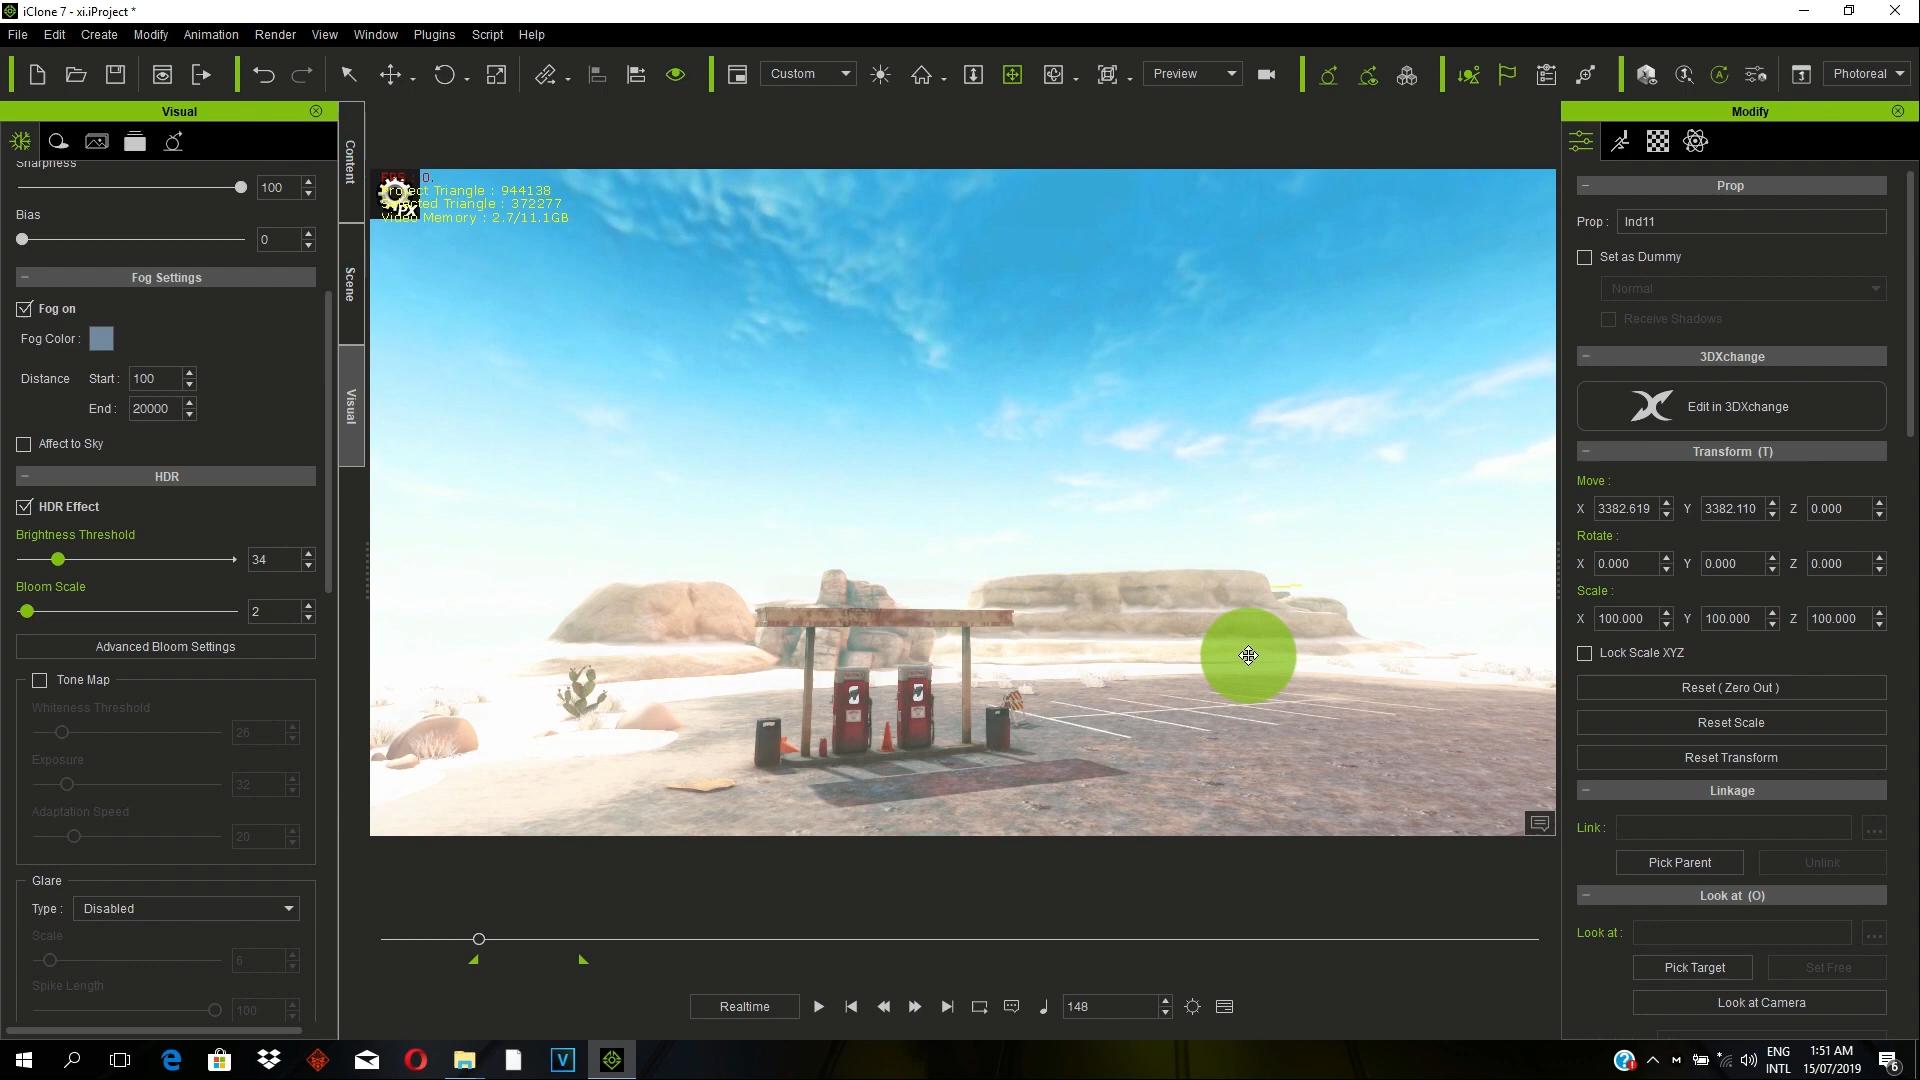 iClone 7 - xi.iProject *
File Edit Create Modify Animation Render View Window Plugins Script Help
Custom Preview Photoreal
Visual
Content
Scene
Visual
Sharpness
100
Bias
0
Fog Settings
Fog on
Fog Color :
Distance Start : 100
End : 20000
Affect to Sky
HDR
HDR Effect
Brightness Threshold
34
Bloom Scale
2
Advanced Bloom Settings
Tone Map
Whiteness Threshold
26
Exposure
32
Adaptation Speed
20
Glare
Type : Disabled
Scale
6
Spike Length
100
FPS : 0.
Project Triangle : 944138
Selected Triangle : 372277
Video Memory : 2.7/11.1GB
Realtime 148
Modify
Prop
Prop : Ind11
Set as Dummy
Normal
Receive Shadows
3DXchange
Edit in 3DXchange
Transform (T)
Move :
X 3382.619 Y 3382.110 Z 0.000
Rotate :
X 0.000 Y 0.000 Z 0.000
Scale :
X 100.000 Y 100.000 Z 100.000
Lock Scale XYZ
Reset ( Zero Out )
Reset Scale
Reset Transform
Linkage
Link :
...
Pick Parent Unlink
Look at (O)
Look at :
...
Pick Target Set Free
Look at Camera
ENG
INTL
1:51 AM
15/07/2019
6